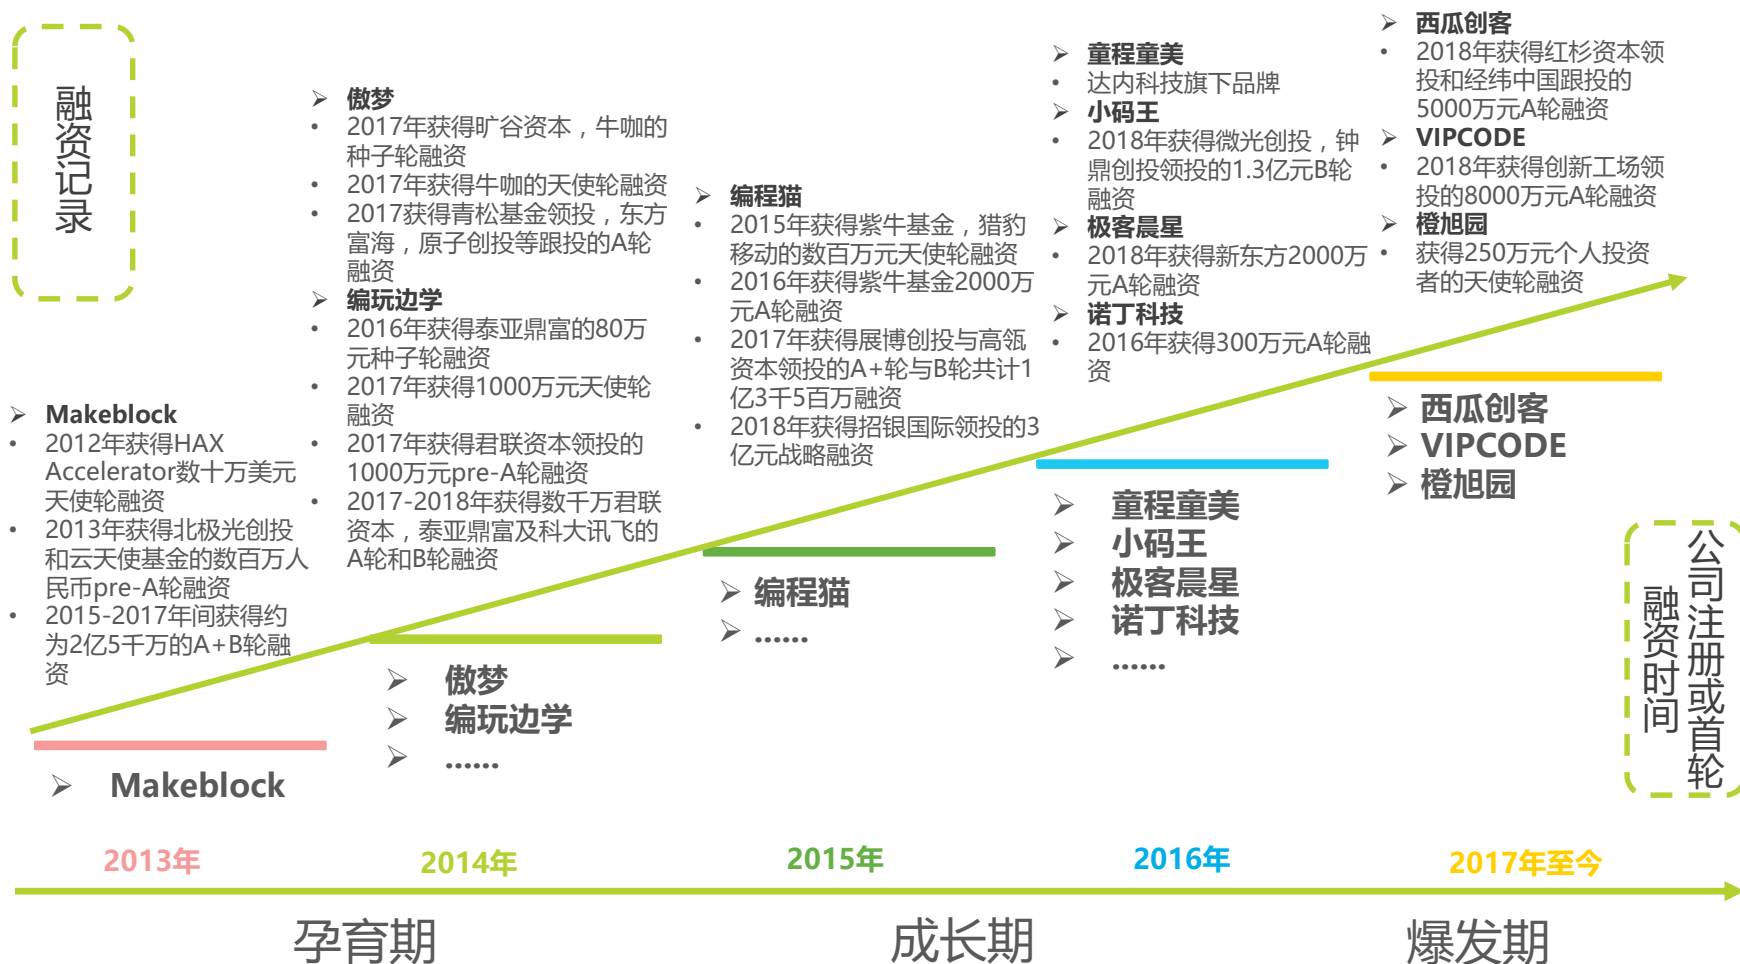 融资记录
Makeblock
2012年获得HAX
Accelerator数十万美元
天使轮融资
2013年获得北极光创投
和云天使基金的数百万人
民币pre-A轮融资
2015-2017年间获得约
为2亿5千万的A+B轮融
资
傲梦
2017年获得旷谷资本，牛咖的
种子轮融资
2017年获得牛咖的天使轮融资
2017获得青松基金领投，东方
富海，原子创投等跟投的A轮
融资
编玩边学
2016年获得泰亚鼎富的80万
元种子轮融资
2017年获得1000万元天使轮
融资
2017年获得君联资本领投的
1000万元pre-A轮融资
2017-2018年获得数千万君联
资本，泰亚鼎富及科大讯飞的
A轮和B轮融资
编程猫
2015年获得紫牛基金，猎豹
移动的数百万元天使轮融资
2016年获得紫牛基金2000万
元A轮融资
2017年获得展博创投与高瓴
资本领投的A+轮与B轮共计1
亿3千5百万融资
2018年获得招银国际领投的3
亿元战略融资
童程童美
达内科技旗下品牌
小码王
2018年获得微光创投，钟
鼎创投领投的1.3亿元B轮
融资
极客晨星
2018年获得新东方2000万
元A轮融资
诺丁科技
2016年获得300万元A轮融
资
西瓜创客
2018年获得红杉资本领
投和经纬中国跟投的
5000万元A轮融资
VIPCODE
2018年获得创新工场领
投的8000万元A轮融资
橙旭园
获得250万元个人投资
者的天使轮融资
Makeblock
傲梦
编玩边学
......
编程猫
......
童程童美
小码王
极客晨星
诺丁科技
......
西瓜创客
VIPCODE
橙旭园
公司注册或首轮
融资时间
2013年
2014年
2015年
2016年
2017年至今
孕育期
成长期
爆发期